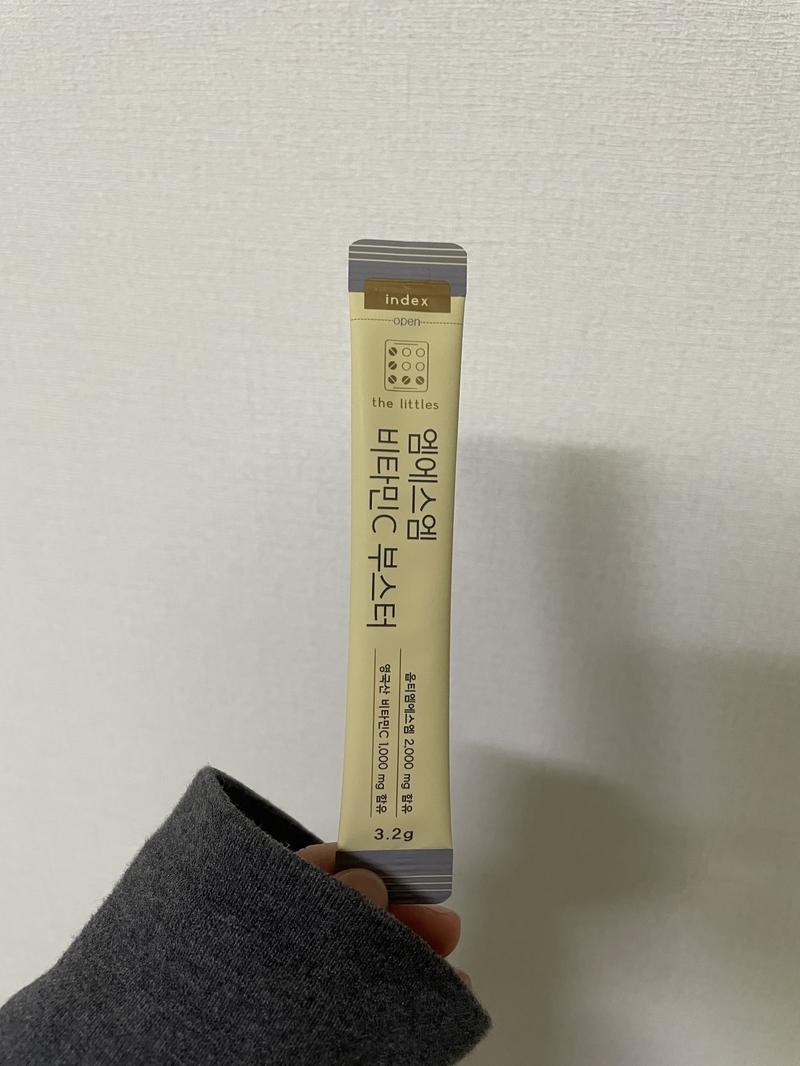 index
open
the littles
엠에스엠
비타민C 부스터
옵티엠에스엠 2,000 mg 함유
영국산 비타민C 1,000 mg 함유
3.2g